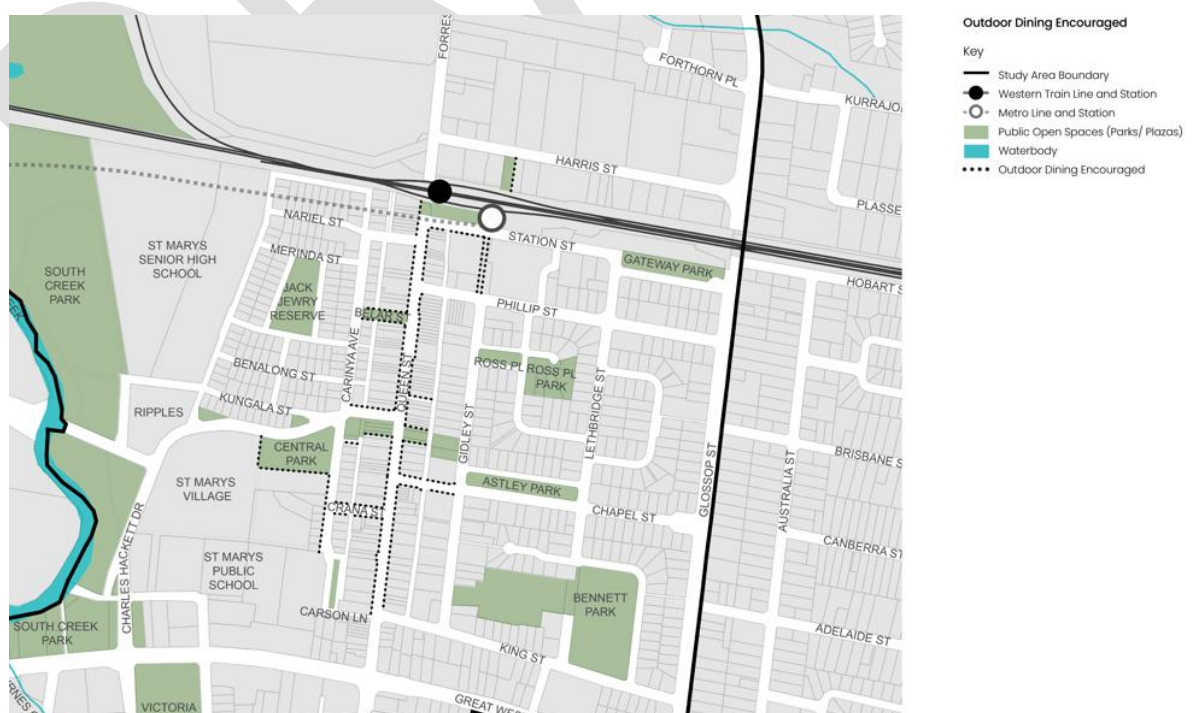 Outdoor Dining Encouraged
Key
Study Area Boundary
Western Train Line and Station
Metro Line and Station
Public Open Spaces (Parks/ Plazas)
Waterbody
Outdoor Dining Encouraged
FORRES
FORTHORN PL
KURRAJO
HARRIS ST
PLASSE
NARIEL ST
STATION ST
ST MARYS
SENIOR HIGH
SCHOOL
MERINDA ST
GATEWAY PARK
SOUTH
CREEK
PARK
JACK
JEWRY
RESERVE
HOBART S
PHILLIP ST
CARINYA AVE
QUEEN ST
ROSS PL
ROSS PL
PARK
BENALONG ST
KUNGALA ST
RIPPLES
GIDLEY ST
LETHBRIDGE ST
CENTRAL
PARK
BRISBANE S
GLOSSOP ST
AUSTRALIA ST
ST MARYS
VILLAGE
ASTLEY PARK
CRANA ST
CHAPEL ST
CANBERRA ST
CHARLES HACKETT DR
ST MARYS
PUBLIC
SCHOOL
BENNETT
PARK
CARSON LN
SOUTH CREEK
PARK
ADELAIDE ST
KING ST
VICTORIA
GREAT WES